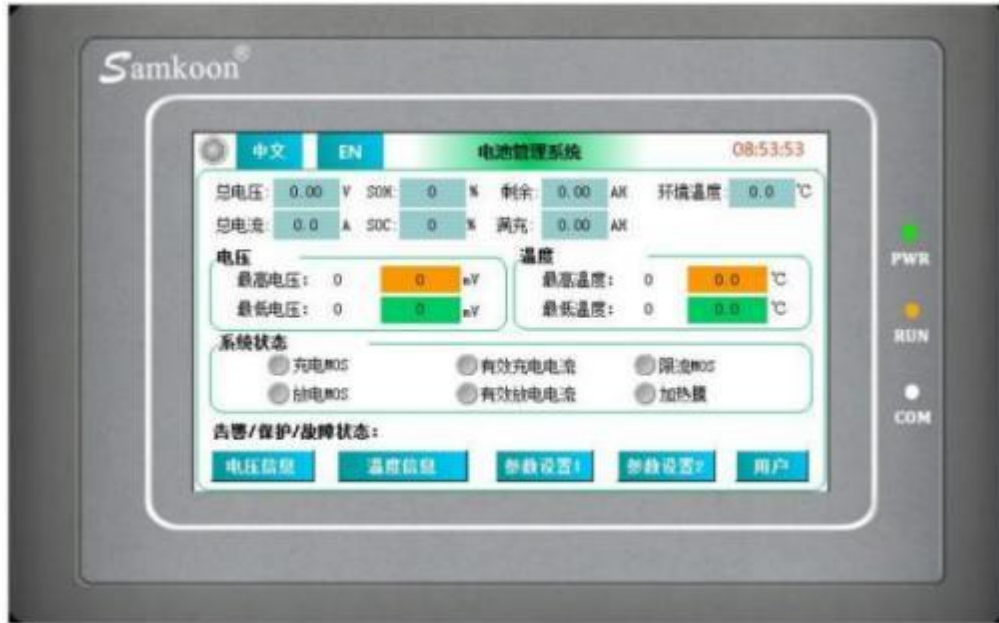 Samkoon®
中文 EN 电池管理系统 08:53:53
总电压: 0.00 V SOH: 0 % 剩余: 0.00 AH 环境温度: 0.0 ℃
总电流: 0.0 A SOC: 0 % 满充: 0.00 AH
电压 温度
最高电压: 0 0 mV 最高温度: 0 0.0 ℃
最低电压: 0 0 mV 最低温度: 0 0.0 ℃
PWR
系统状态
RUN
充电MOS 有效充电电流 限流MOS
放电MOS 有效放电电流 加热膜
COM
告警/保护/故障状态:
电压信息 温度信息 参数设置1 参数设置2 用户